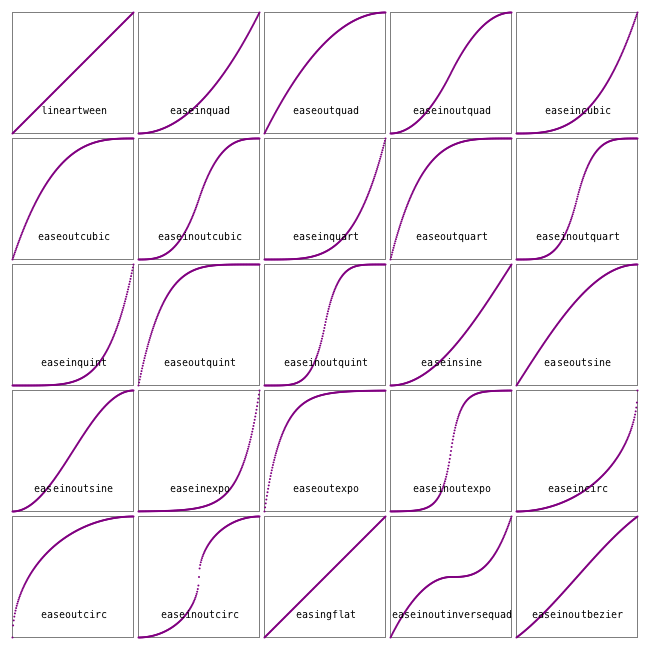 lineartween
easeinquad
easeoutquad
easeinoutquad
easeincubic
easeoutcubic
easeinoutcubic
easeinquart
easeoutquart
easeinoutquart
easeinquint
easeoutquint
easeinoutquint
easeinsine
easeoutsine
easeinoutsine
easeinexpo
easeoutexpo
easeinoutexpo
easeincirc
easeoutcirc
easeinoutcirc
easingflat
easeinoutinversequad
easeinoutbezier